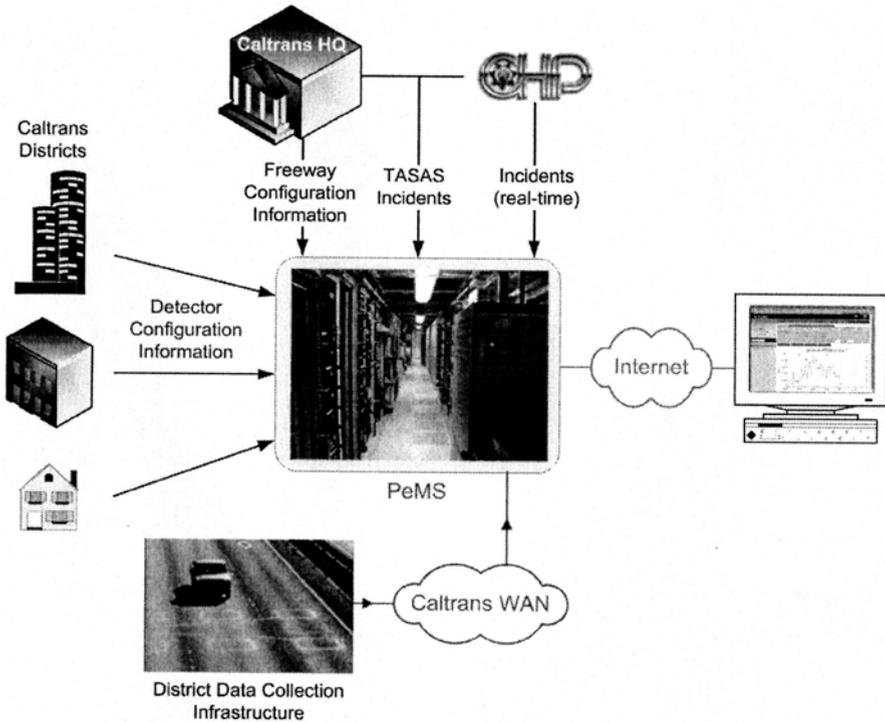 Caltrans HQ
CHP
Caltrans
Districts
Freeway
Configuration
Information
TASAS
Incidents
Incidents
(real-time)
Detector
Configuration
Information
Internet
PeMS
Caltrans WAN
District Data Collection
Infrastructure